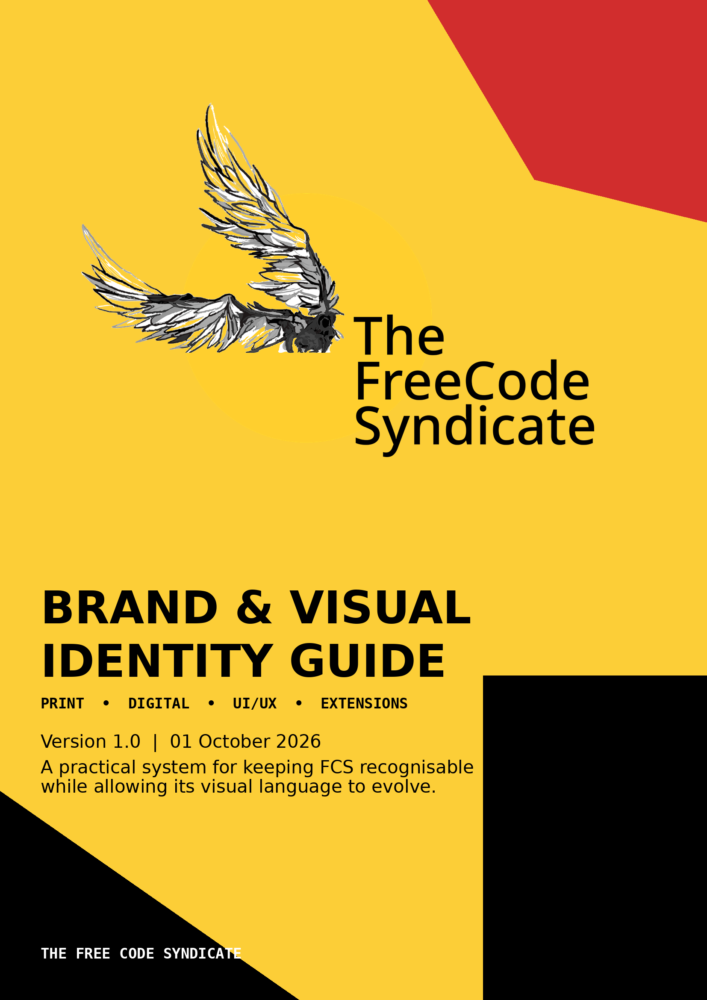 The
FreeCode
Syndicate
BRAND & VISUAL
IDENTITY GUIDE
PRINT • DIGITAL • UI/UX • EXTENSIONS
Version 1.0 | 01 October 2026
A practical system for keeping FCS recognisable
while allowing its visual language to evolve.
THE FREE CODE SYNDICATE